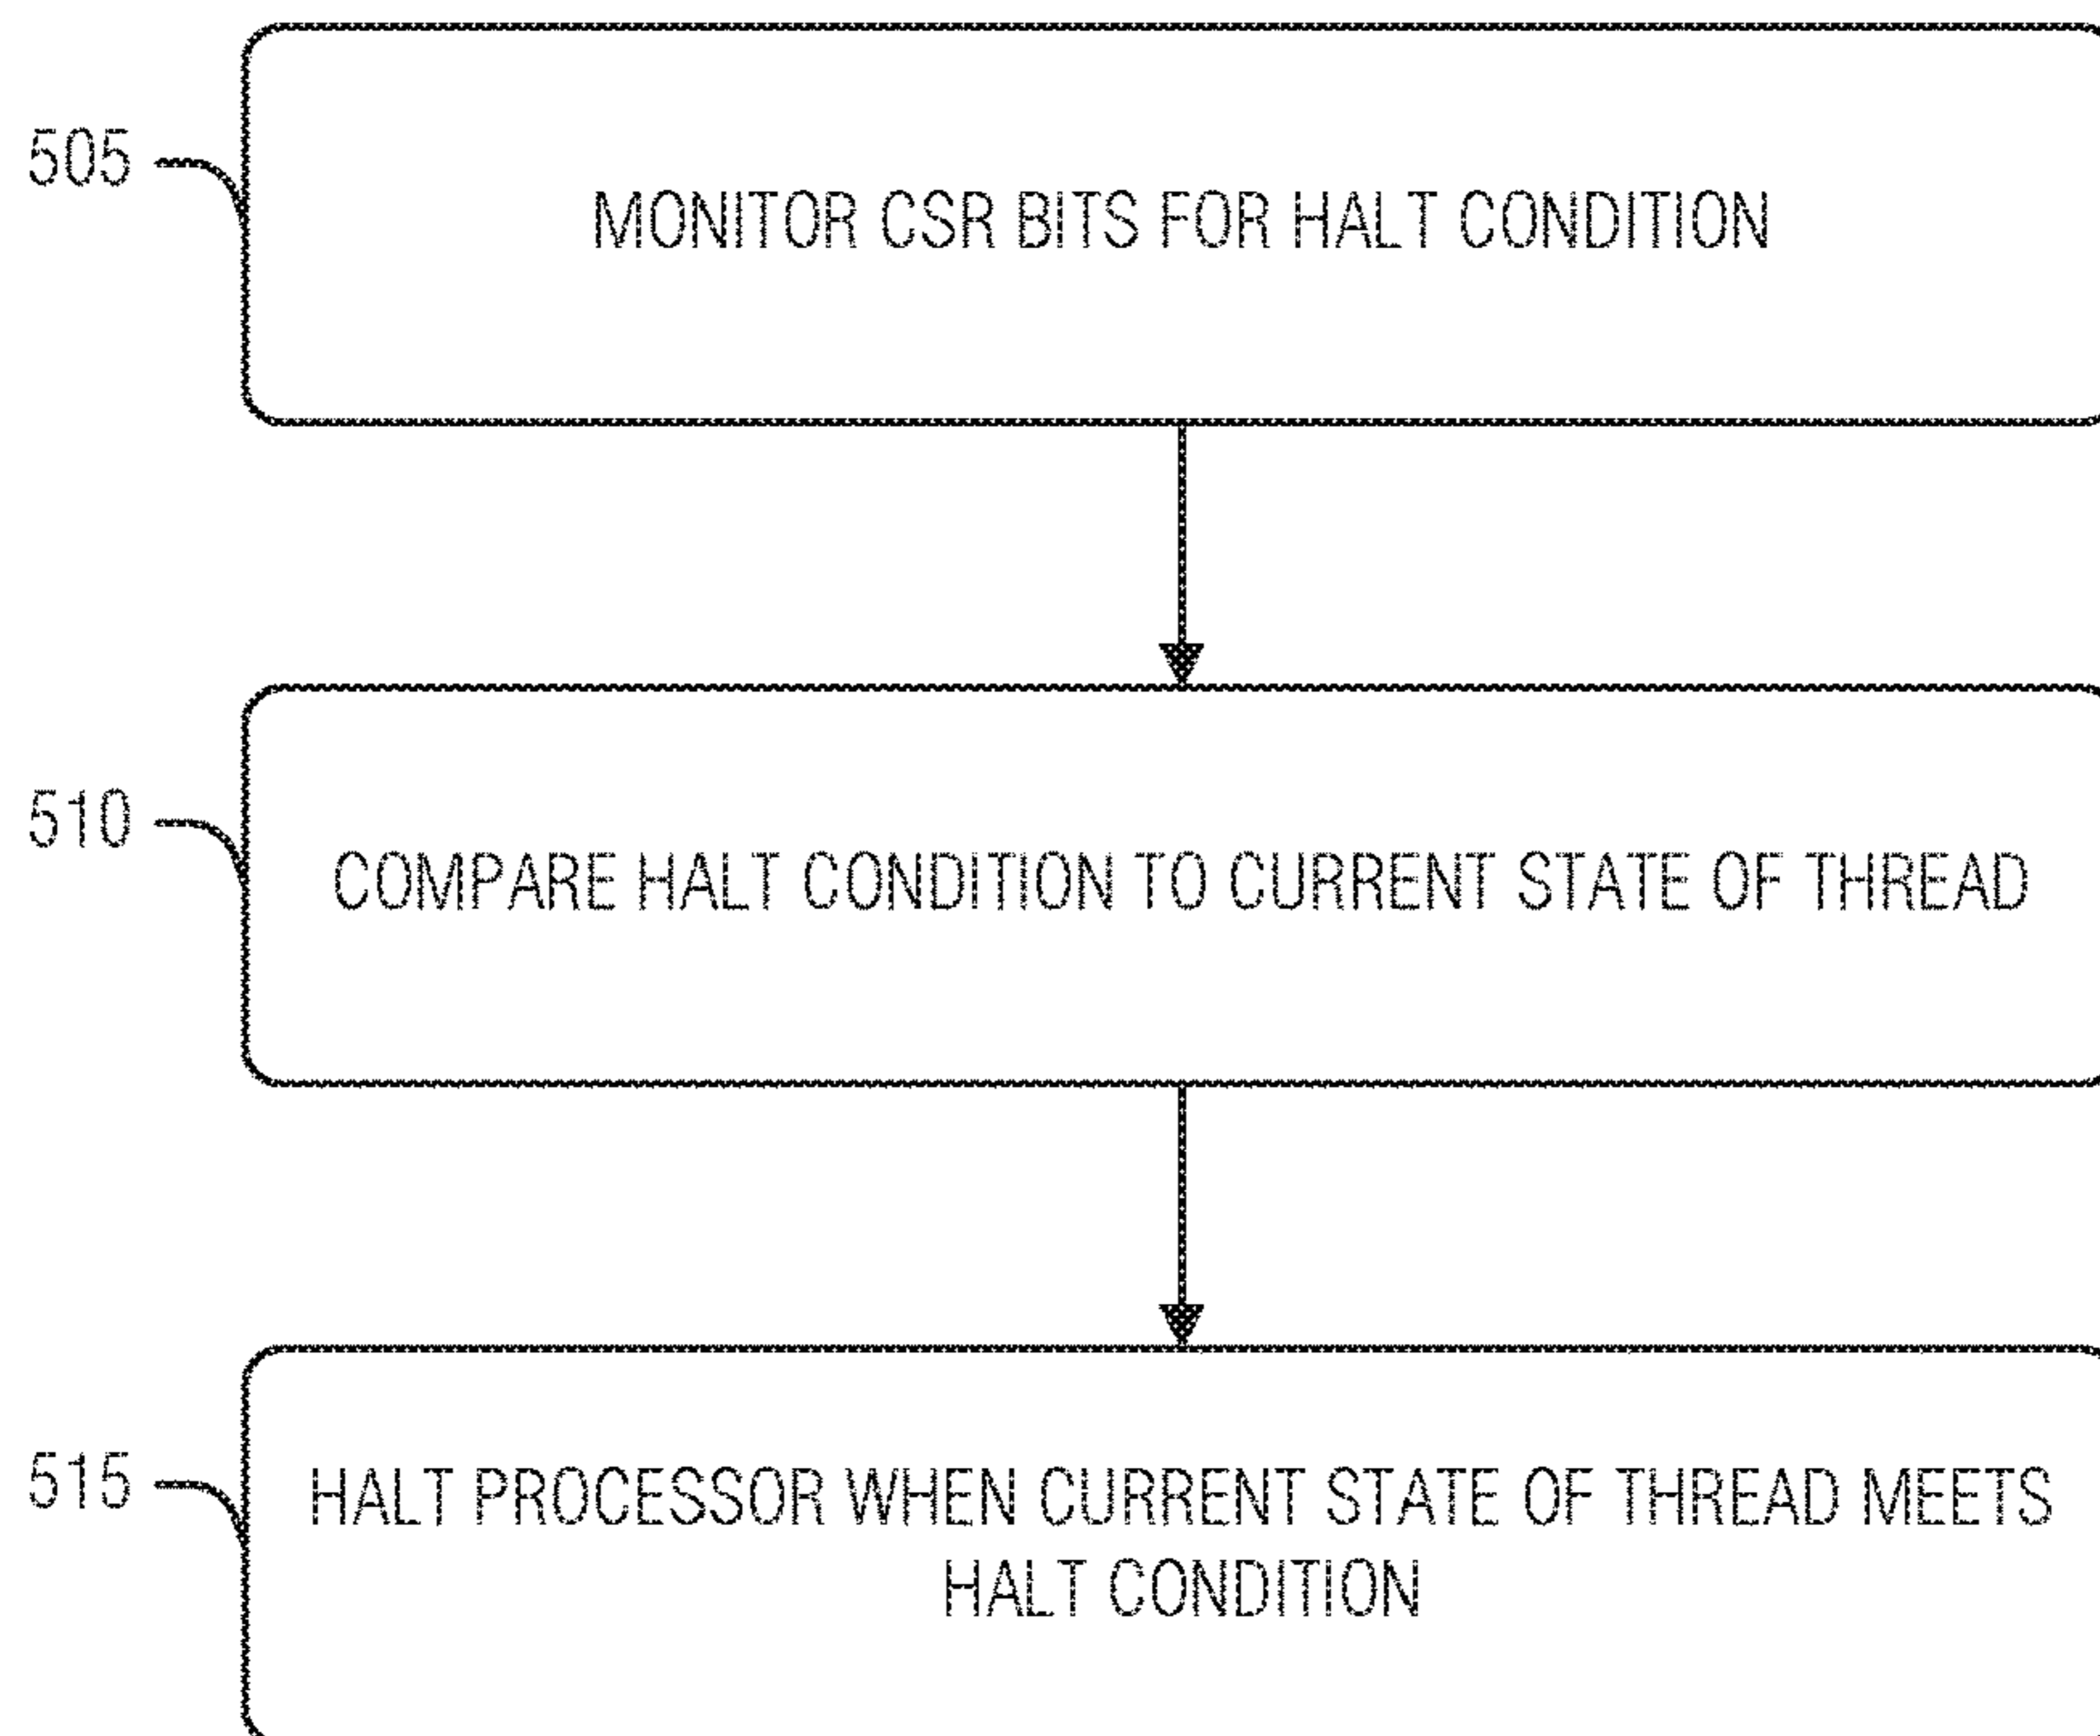 505
MONITOR CSR BITS FOR HALT CONDITION
510
COMPARE HALT CONDITION TO CURRENT STATE OF THREAD
515
HALT PROCESSOR WHEN CURRENT STATE OF THREAD MEETS
HALT CONDITION